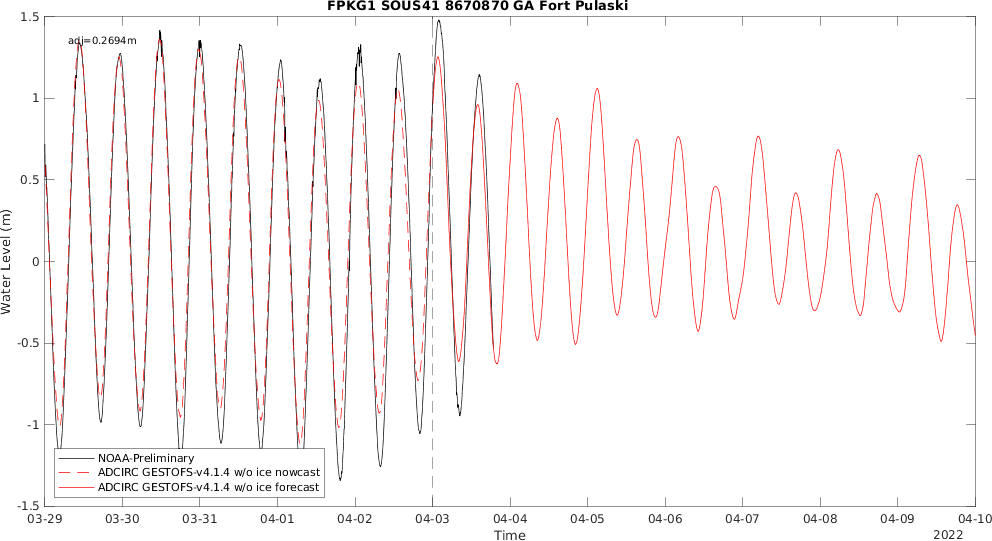 FPKG1 SOUS41 8670870 GA Fort Pulaski
adj=0.2694m
1.5
1
0.5
0
-0.5
-1
-1.5
Water Level (m)
NOAA-Preliminary
ADCIRC GESTOFS-v4.1.4 w/o ice nowcast
ADCIRC GESTOFS-v4.1.4 w/o ice forecast
03-29 03-30 03-31 04-01 04-02 04-03 04-04 04-05 04-06 04-07 04-08 04-09 04-10
Time
2022